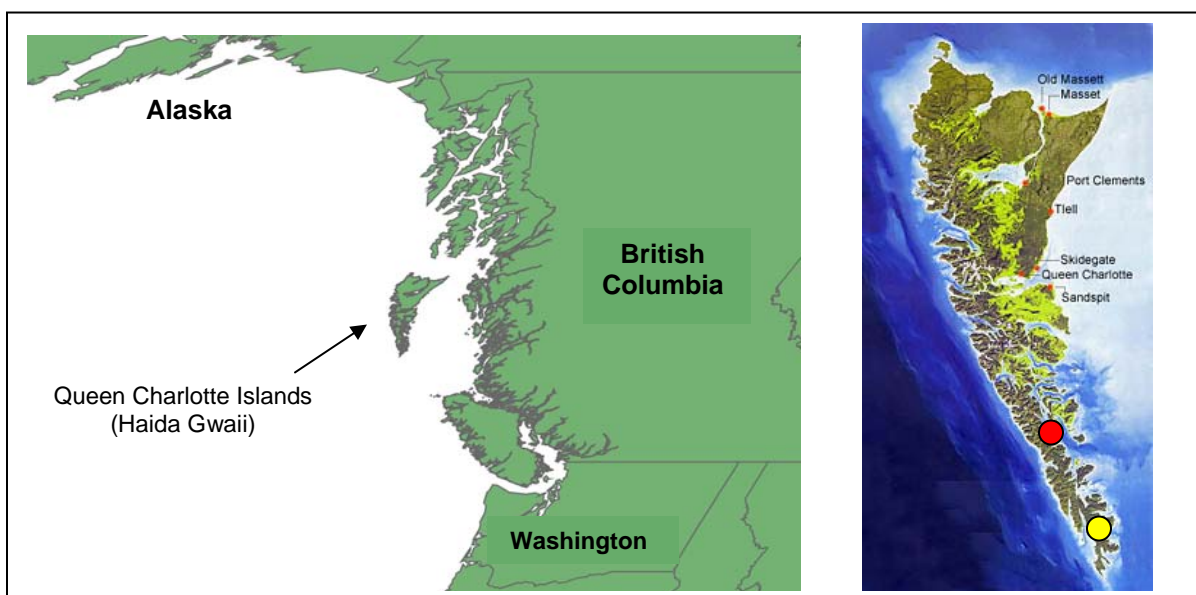 Alaska
British
Columbia
Queen Charlotte Islands
(Haida Gwaii)
Washington
Old Massett
Masset
Port Clements
Tlell
Skidegate
Queen Charlotte
Sandspit